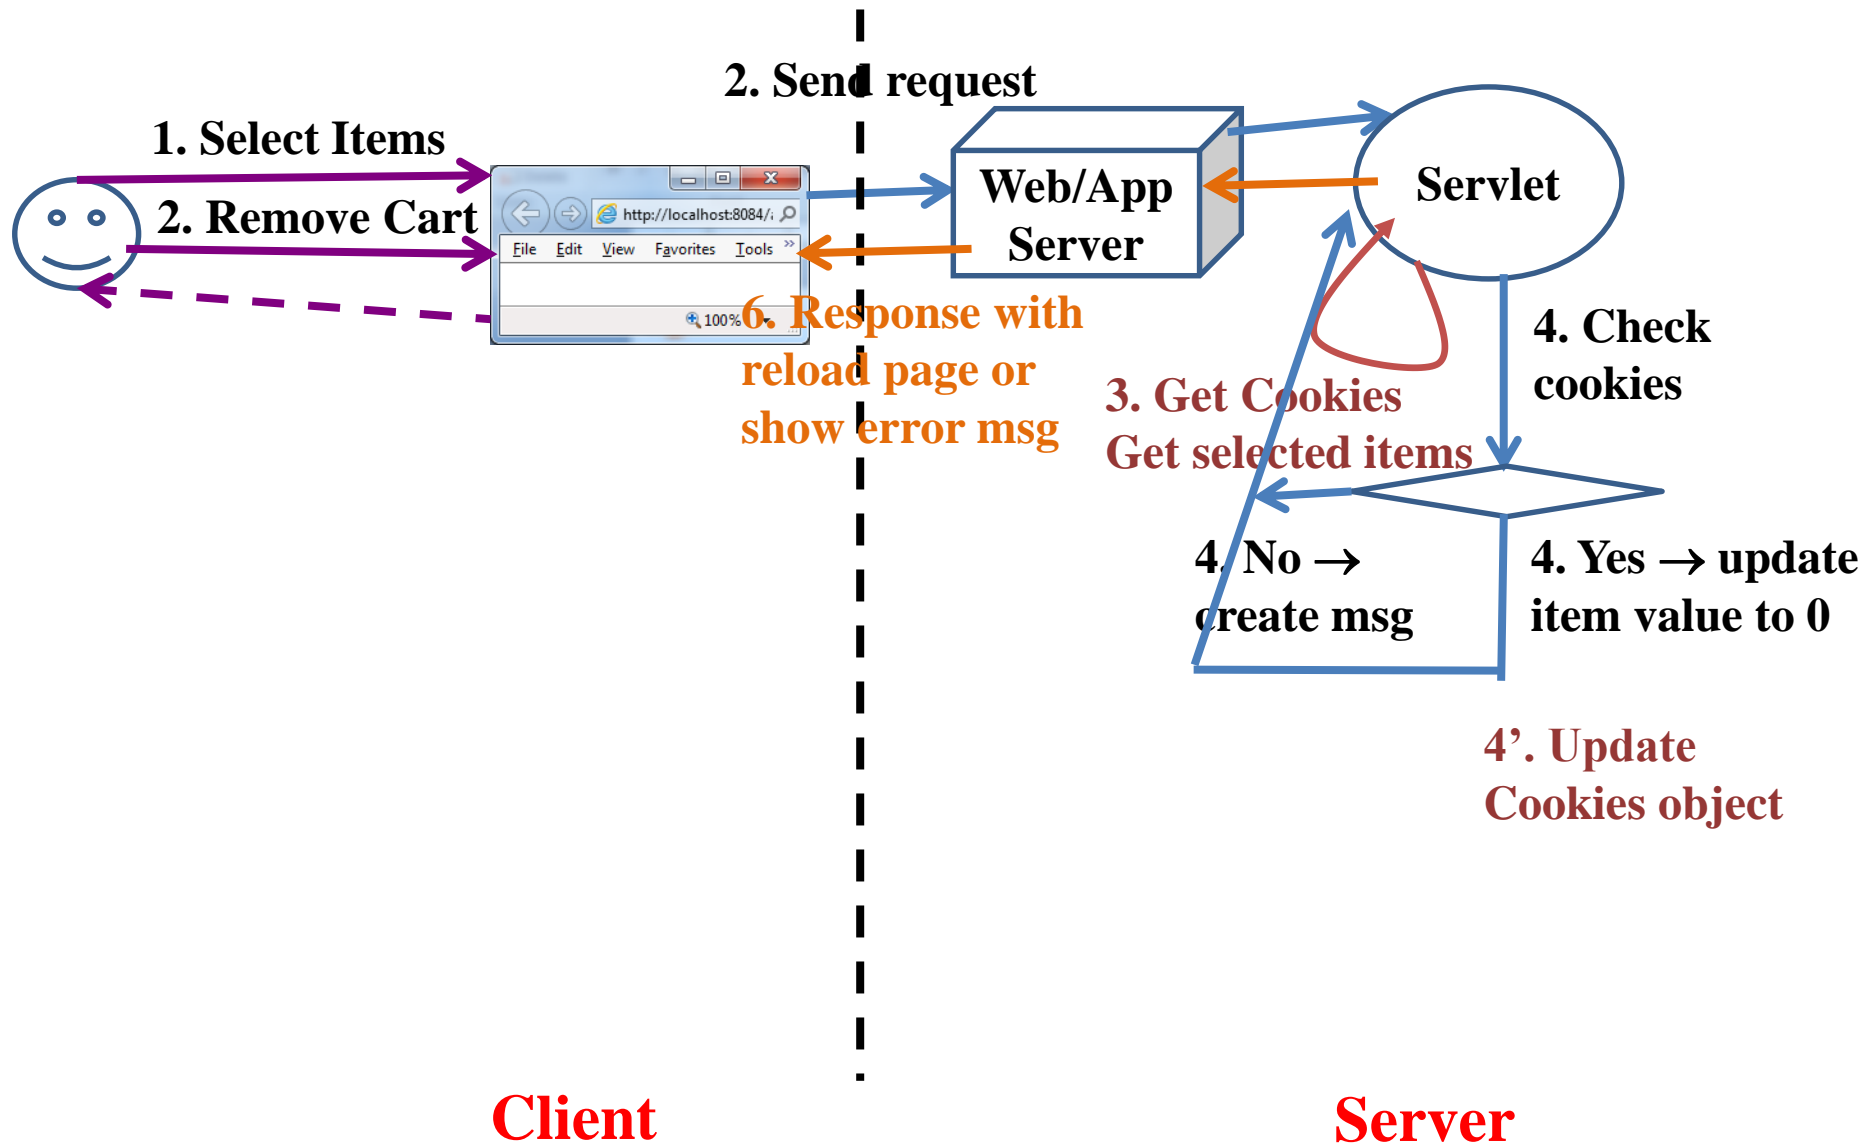 2. Send request
1. Select Items
2. Remove Cart
http://localhost:8084/
File Edit View Favorites Tools »
100%
Web/App
Server
Servlet
6. Response with
reload page or
show error msg
3. Get Cookies
Get selected items
4. Check
cookies
4. No →
create msg
4. Yes → update
item value to 0
4’. Update
Cookies object
Client
Server